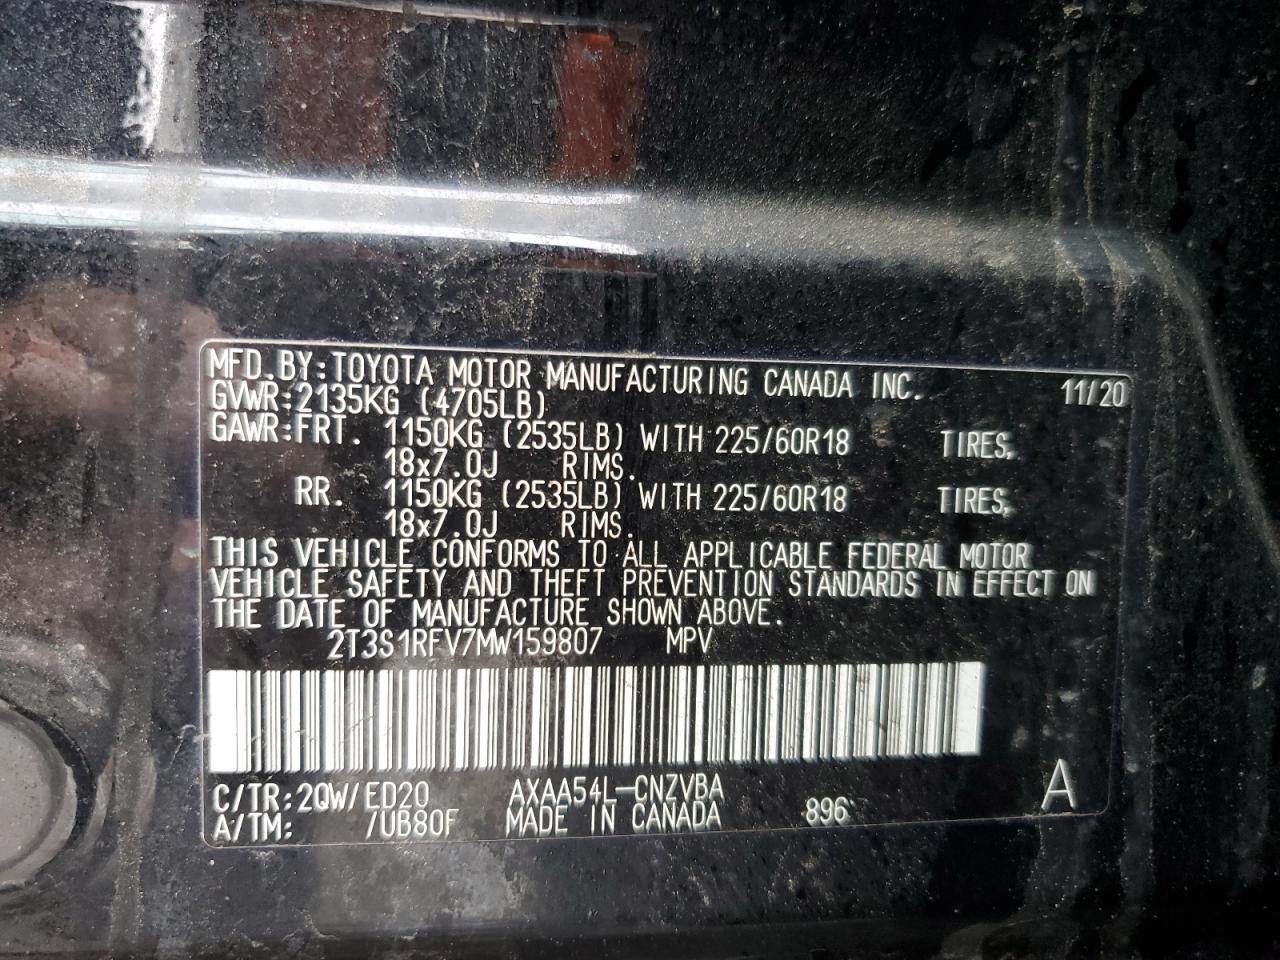 MFD.BY:TOYOTA MOTOR MANUFACTURING CANADA INC. 11/20
GVWR:2135KG (4705LB)
GAWR:FRT. 1150KG (2535LB) WITH 225/60R18 TIRES,
18x7.0J RIMS.
RR. 1150KG (2535LB) WITH 225/60R18 TIRES,
18x7.0J RIMS.
THIS VEHICLE CONFORMS TO ALL APPLICABLE FEDERAL MOTOR
VEHICLE SAFETY AND THEFT PREVENTION STANDARDS IN EFFECT ON
THE DATE OF MANUFACTURE SHOWN ABOVE.
2T3S1RFV7MW159807 MPV
C/TR:2QW/ED20 AXAA54L-CNZVBA A
A/TM: /UB80F MADE IN CANADA 896